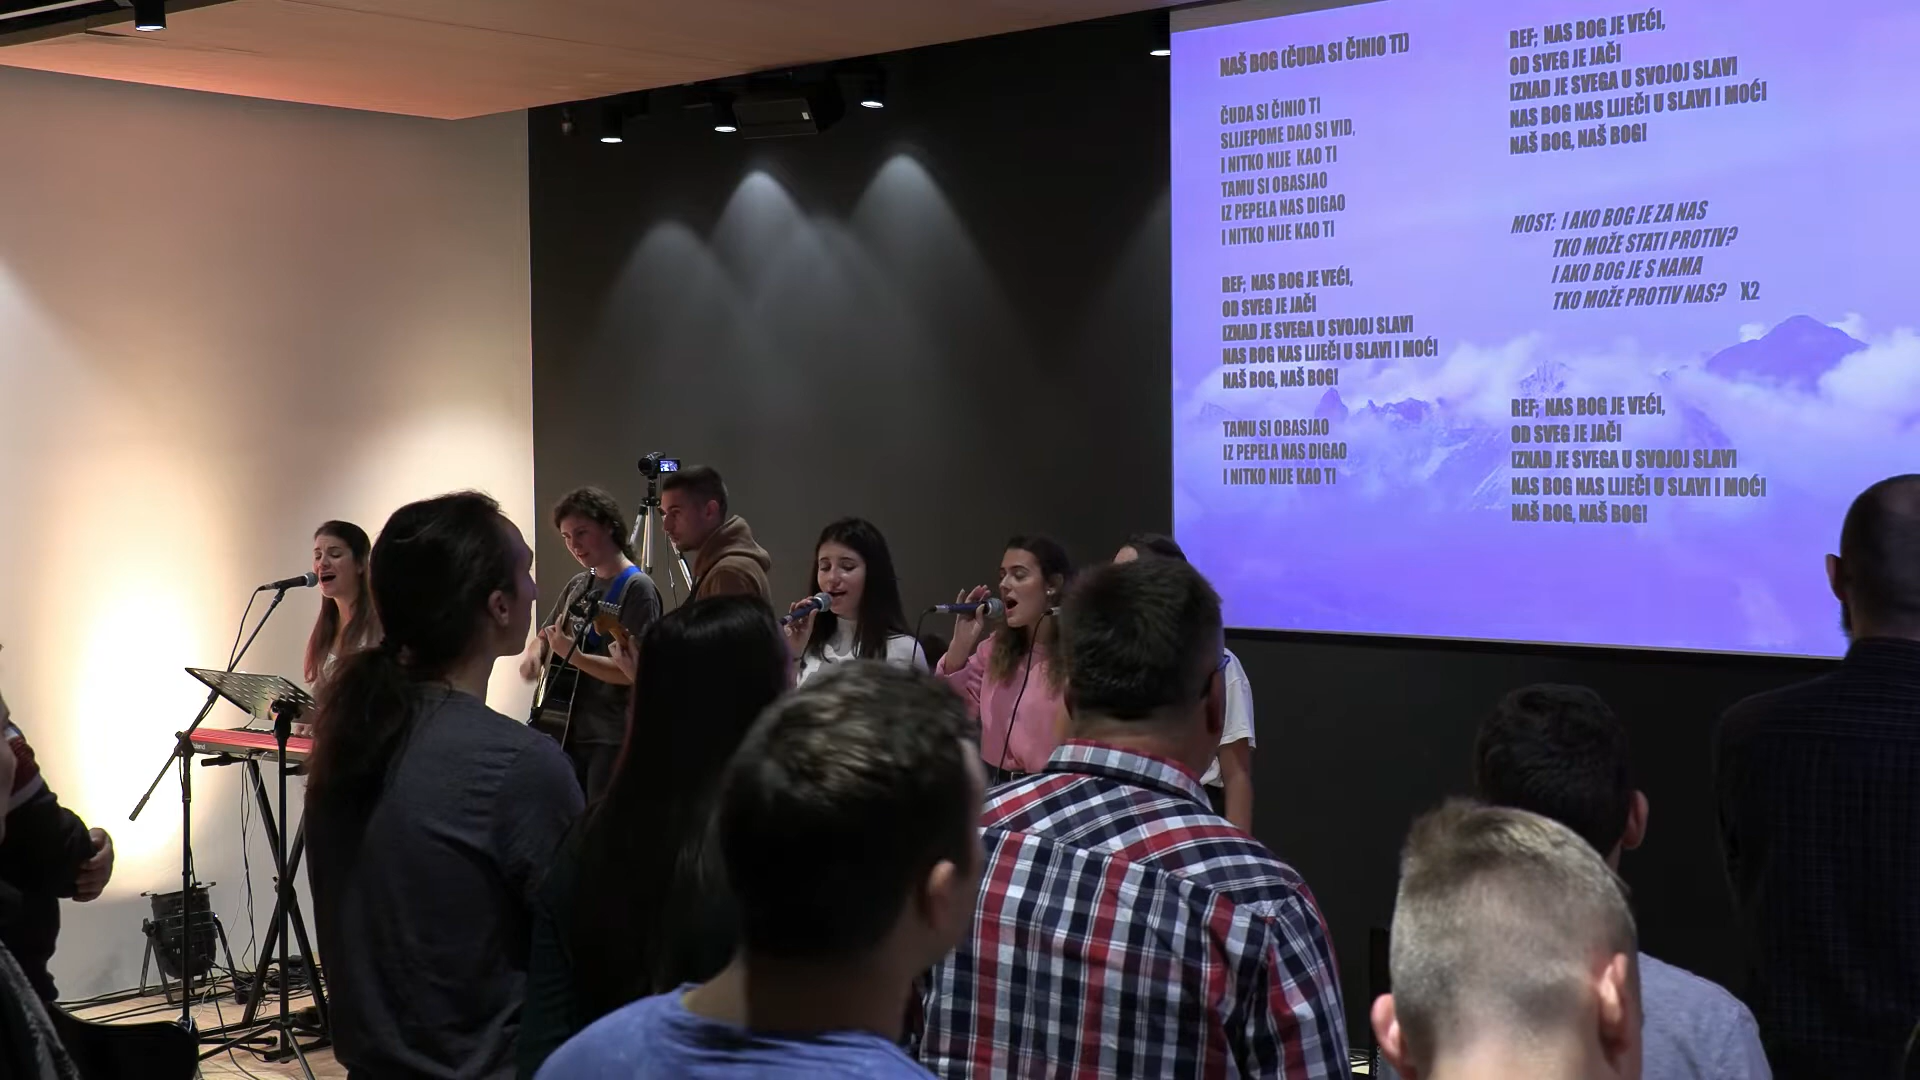 NAŠ BOG (ČUDA SI ČINIO TI)
ČUDA SI ČINIO TI
SLIJEPOME DAO SI VID,
I NITKO NIJE KAO TI
TAMU SI OBASJAO
IZ PEPELA NAS DIGAO
I NITKO NIJE KAO TI
REF; NAS BOG JE VEĆI,
OD SVEG JE JAČI
IZNAD JE SVEGA U SVOJOJ SLAVI
NAS BOG NAS LIJEČI U SLAVI I MOĆI
NAŠ BOG, NAŠ BOG!
TAMU SI OBASJAO
IZ PEPELA NAS DIGAO
I NITKO NIJE KAO TI
REF; NAS BOG JE VEĆI,
OD SVEG JE JAČI
IZNAD JE SVEGA U SVOJOJ SLAVI
NAS BOG NAS LIJEČI U SLAVI I MOĆI
NAŠ BOG, NAŠ BOG!
MOST: I AKO BOG JE ZA NAS
TKO MOŽE STATI PROTIV?
I AKO BOG JE S NAMA
TKO MOŽE PROTIV NAS? X2
REF; NAS BOG JE VEĆI,
OD SVEG JE JAČI
IZNAD JE SVEGA U SVOJOJ SLAVI
NAS BOG NAS LIJEČI U SLAVI I MOĆI
NAŠ BOG, NAŠ BOG!